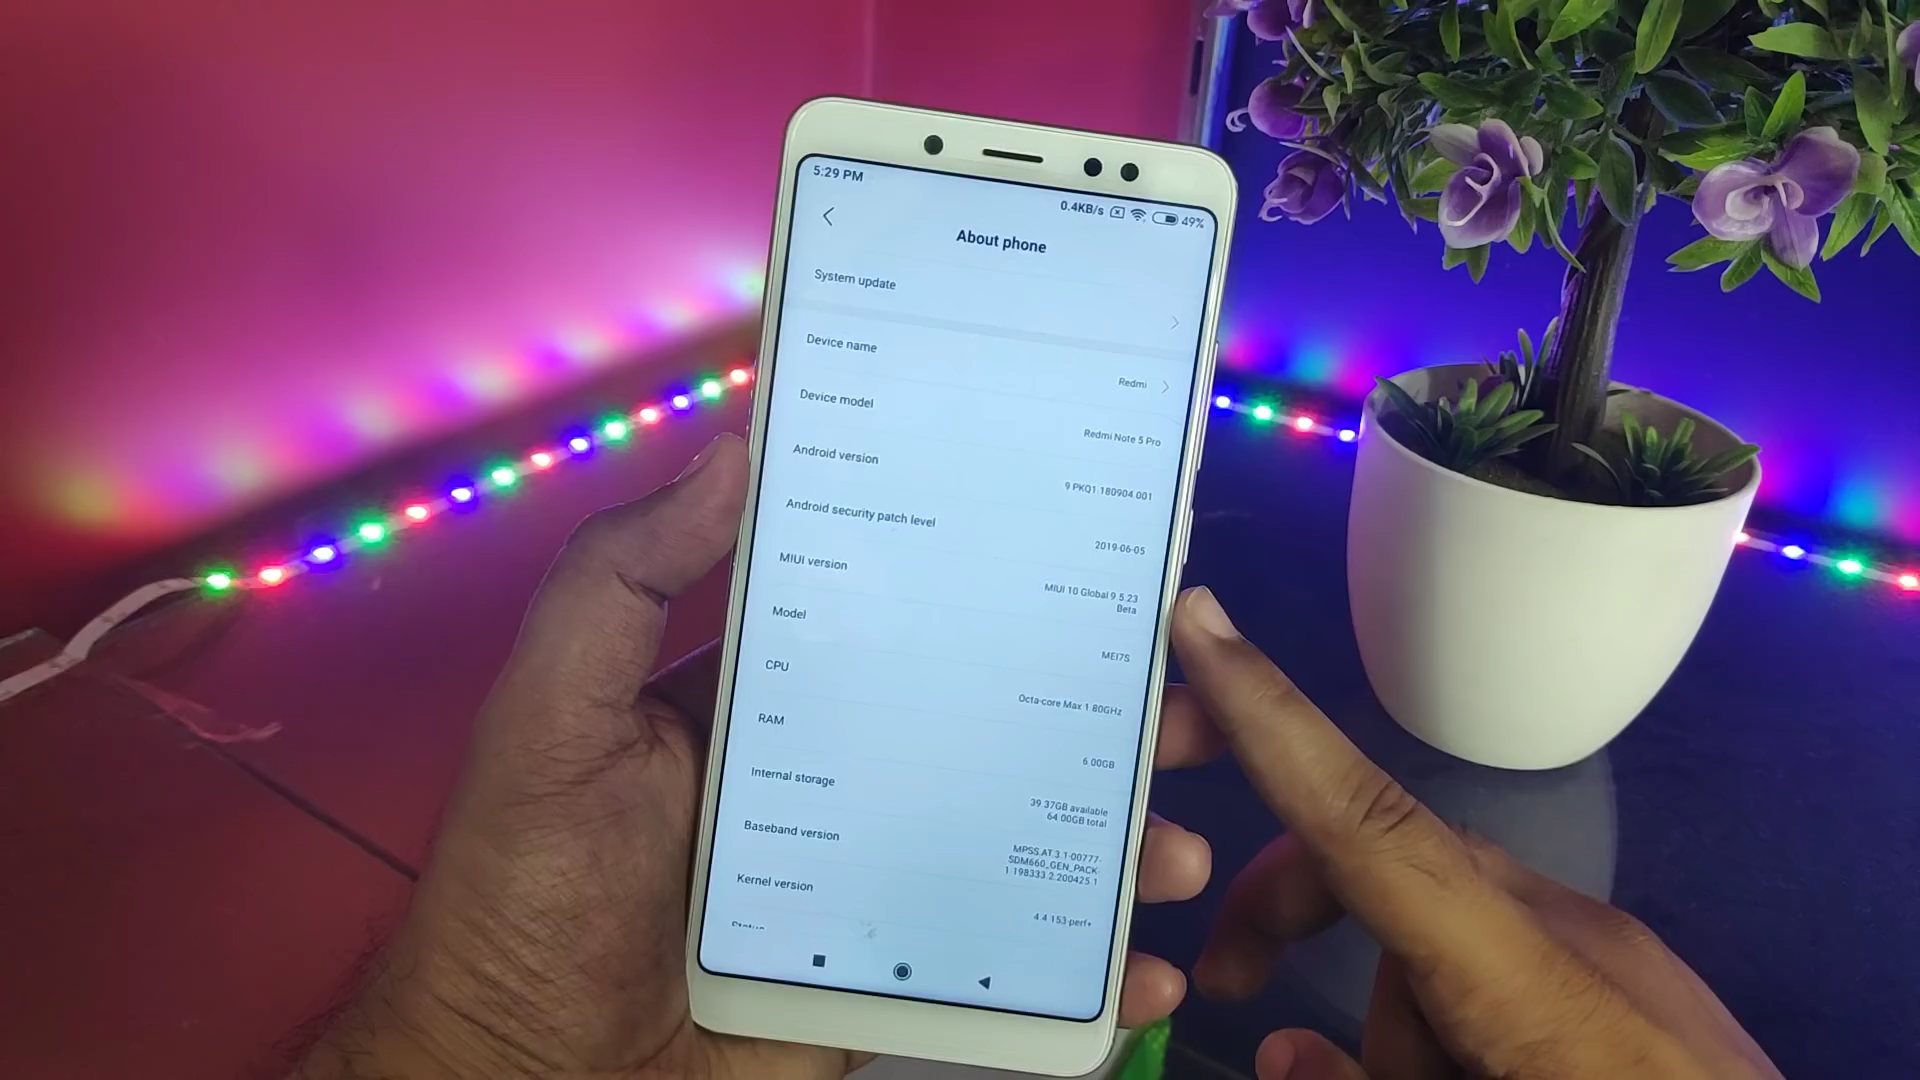 5:29 PM
0.4KB/s 49%
About phone
System update
Device name
Redmi
Device model
Redmi Note 5 Pro
Android version
9 PKQ1.180904.001
Android security patch level
2019-06-05
MIUI version
MIUI 10 Global 9.5.23
Beta
Model
MEI7S
CPU
Octa-core Max 1.80GHz
RAM
6.00GB
Internal storage
39.37GB available
64.00GB total
Baseband version
MPSS.AT.3.1-00777-
SDM660_GEN_PACK-
1.198333.2.200425.1
Kernel version
4.4.153-perf+
Status